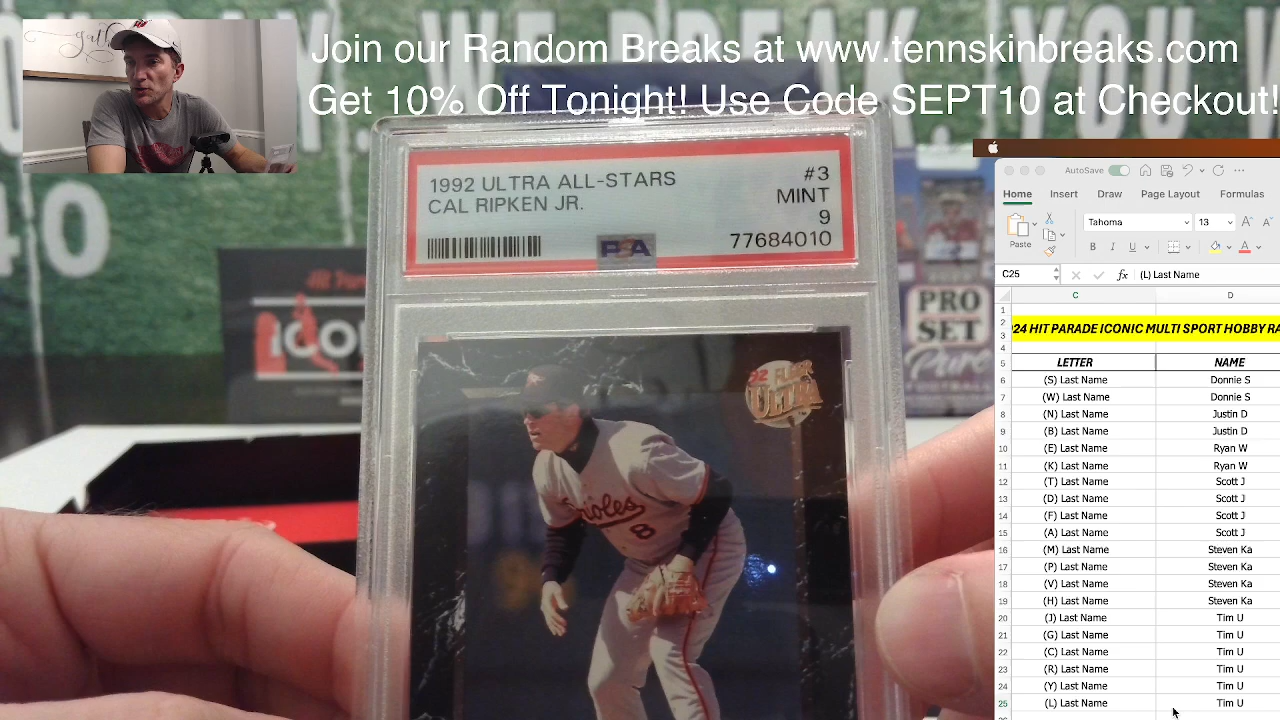 Join our Random Breaks at www.tennskinbreaks.com
Get 10% Off Tonight! Use Code SEPT10 at Checkout!
1992 ULTRA ALL-STARS #3
CAL RIPKEN JR. MINT
9
PSA 77684010
92 FLEER
ULTRA
Orioles
8
40
PRO
SET
Pure
FOOTBALL
AutoSave
Home Insert Draw Page Layout Formulas
Paste
Tahoma 13
B I U
C25 fx (L) Last Name
C D
1
2
3
24 HIT PARADE ICONIC MULTI SPORT HOBBY RA
4
5 LETTER NAME
6 (S) Last Name Donnie S
7 (W) Last Name Donnie S
8 (N) Last Name Justin D
9 (B) Last Name Justin D
10 (E) Last Name Ryan W
11 (K) Last Name Ryan W
12 (T) Last Name Scott J
13 (D) Last Name Scott J
14 (F) Last Name Scott J
15 (A) Last Name Scott J
16 (M) Last Name Steven Ka
17 (P) Last Name Steven Ka
18 (V) Last Name Steven Ka
19 (H) Last Name Steven Ka
20 (J) Last Name Tim U
21 (G) Last Name Tim U
22 (C) Last Name Tim U
23 (R) Last Name Tim U
24 (Y) Last Name Tim U
25 (L) Last Name Tim U